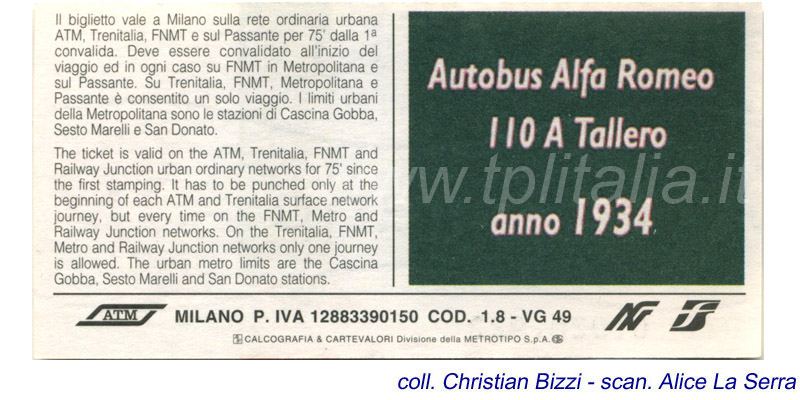 Il biglietto vale a Milano sulla rete ordinaria urbana
ATM, Trenitalia, FNMT e sul Passante per 75' dalla 1ª
convalida. Deve essere convalidato all'inizio del
viaggio ed in ogni caso su FNMT in Metropolitana e
sul Passante. Su Trenitalia, FNMT, Metropolitana e
Passante è consentito un solo viaggio. I limiti urbani
della Metropolitana sono le stazioni di Cascina Gobba,
Sesto Marelli e San Donato.
The ticket is valid on the ATM, Trenitalia, FNMT and
Railway Junction urban ordinary networks for 75' since
the first stamping. It has to be punched only at the
beginning of each ATM and Trenitalia surface network
journey, but every time on the FNMT, Metro and
Railway Junction networks. On the Trenitalia, FNMT,
Metro and Railway Junction networks only one journey
is allowed. The urban metro limits are the Cascina
Gobba, Sesto Marelli and San Donato stations.
Autobus Alfa Romeo
110 A Tallero
anno 1934
www.tplitalia.it
ATM MILANO P. IVA 12883390150 COD. 1.8 - VG 49
CALCOGRAFIA & CARTEVALORI Divisione della METROTIPO S.p.A.
coll. Christian Bizzi - scan. Alice La Serra